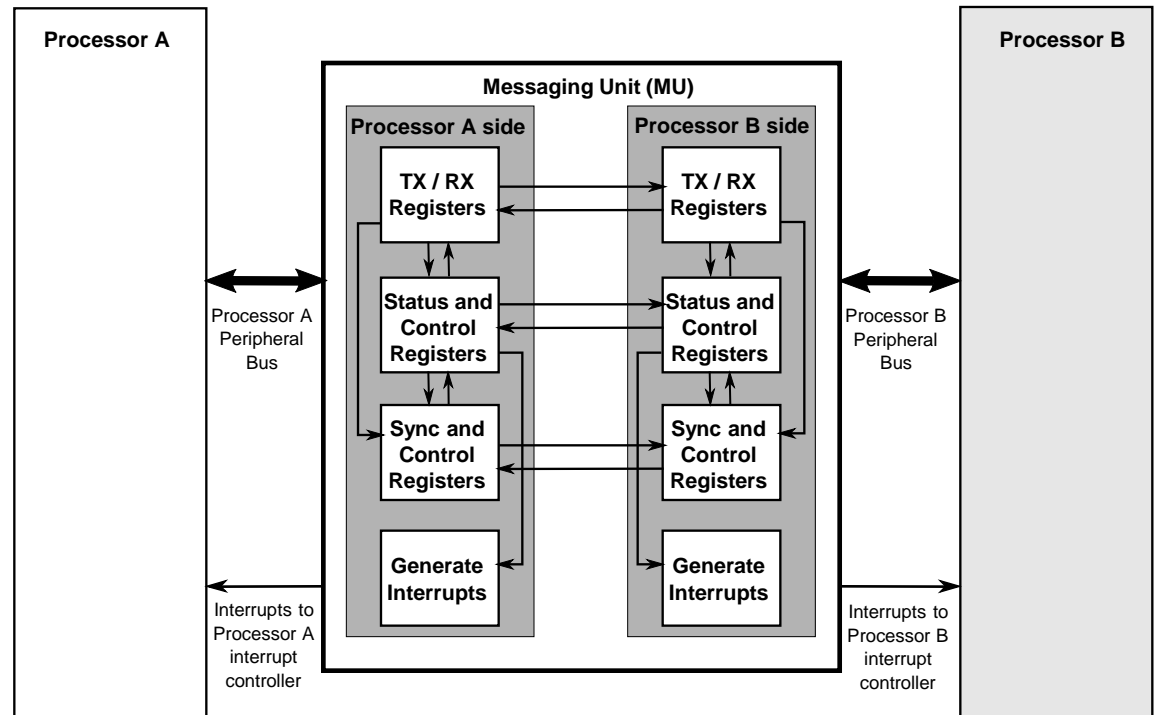 Processor A
Processor B
Messaging Unit (MU)
Processor A side
Processor B side
TX / RX
Registers
TX / RX
Registers
Status and
Control
Registers
Status and
Control
Registers
Processor A
Peripheral
Bus
Processor B
Peripheral
Bus
Sync and
Control
Registers
Sync and
Control
Registers
Generate
Interrupts
Generate
Interrupts
Interrupts to
Processor A
interrupt
controller
Interrupts to
Processor B
interrupt
controller